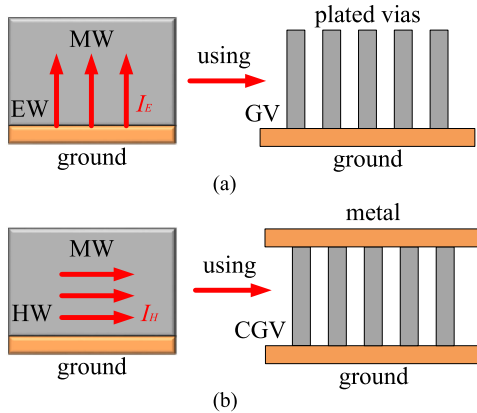 MW
EW
I_E
ground
using
plated vias
GV
ground
(a)
MW
HW
I_H
ground
using
metal
CGV
ground
(b)